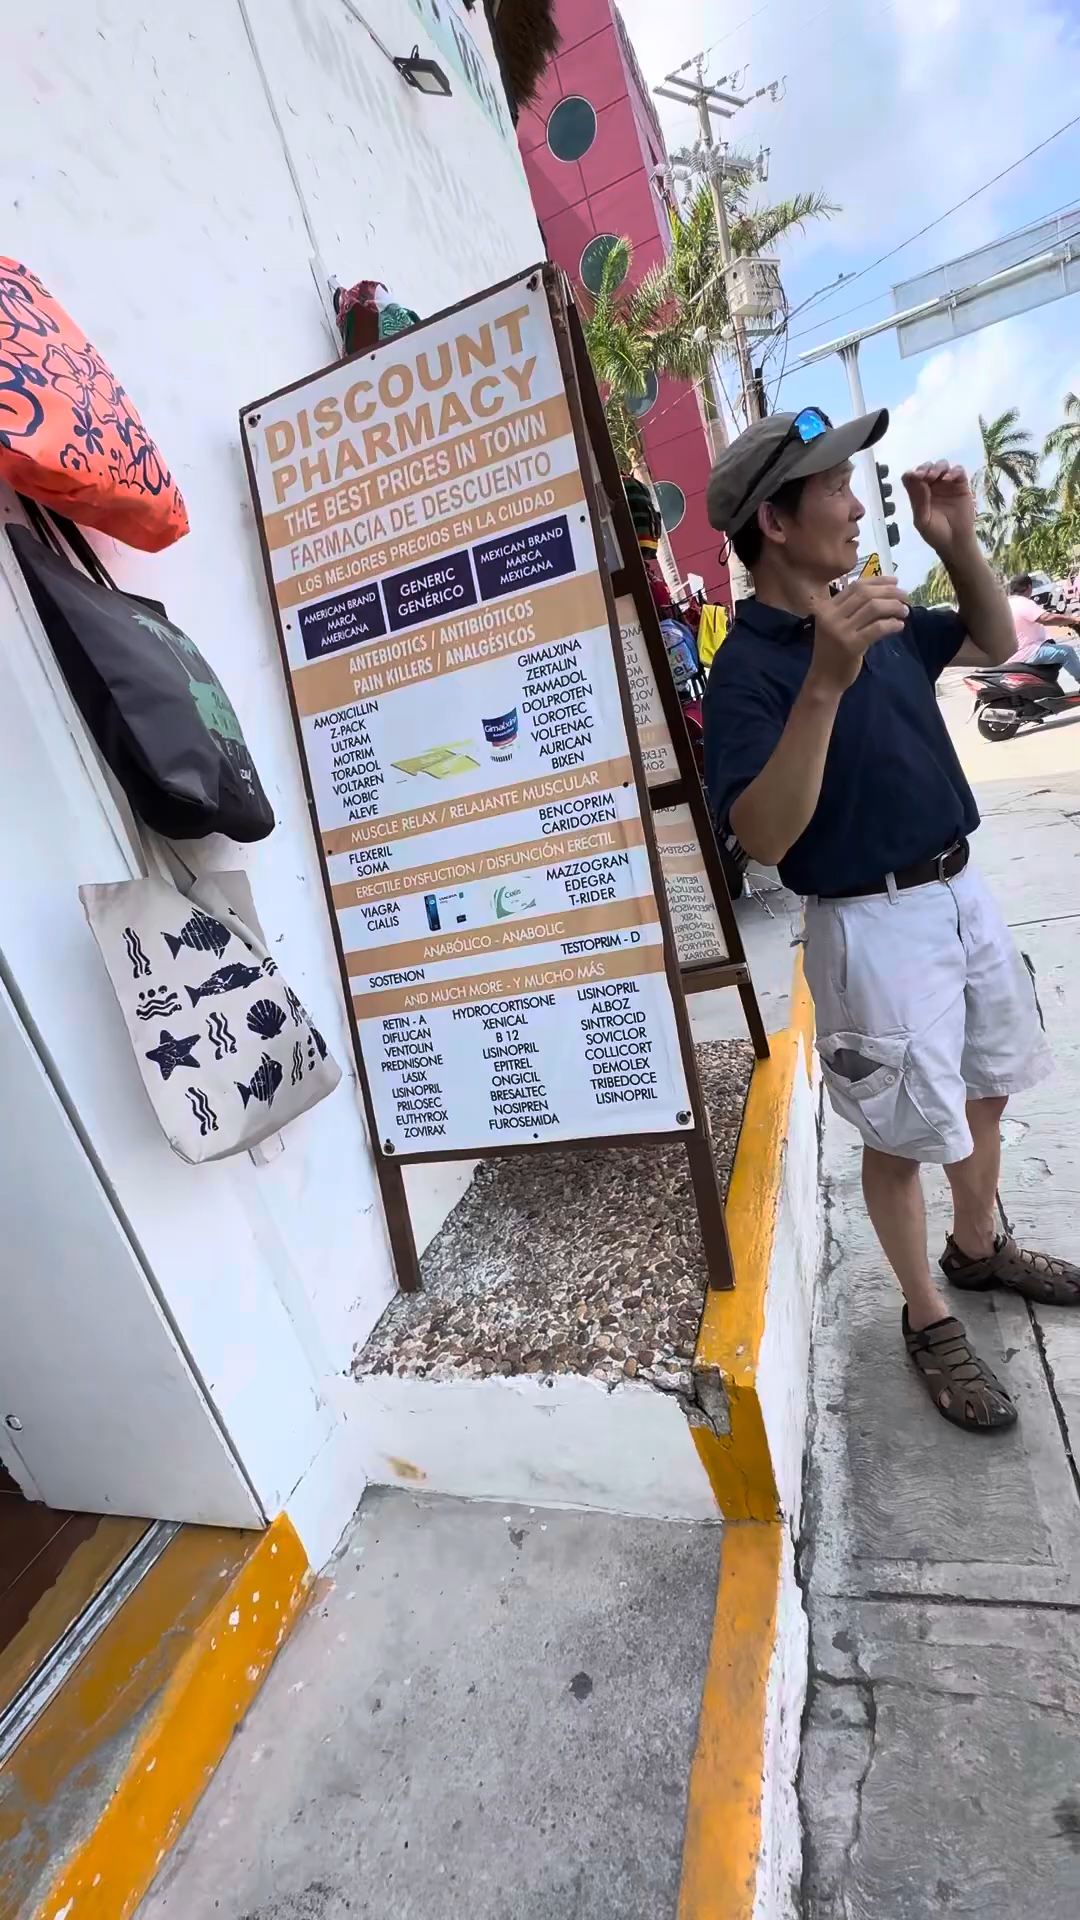 DISCOUNT
PHARMACY
THE BEST PRICES IN TOWN
FARMACIA DE DESCUENTO
LOS MEJORES PRECIOS EN LA CIUDAD
AMERICAN BRAND
MARCA
AMERICANA
GENERIC
GENÉRICO
MEXICAN BRAND
MARCA
MEXICANA
ANTEBIOTICS / ANTIBIÓTICOS
PAIN KILLERS / ANALGÉSICOS
AMOXICILLIN
Z-PACK
ULTRAM
MOTRIM
TORADOL
VOLTAREN
MOBIC
ALEVE
GIMALXINA
ZERTALIN
TRAMADOL
DOLPROTEN
LOROTEC
VOLFENAC
AURICAN
BIXEN
MUSCLE RELAX / RELAJANTE MUSCULAR
FLEXERIL
SOMA
BENCOPRIM
CARIDOXEN
ERECTILE DYSFUCTION / DISFUNCIÓN ERECTIL
VIAGRA
CIALIS
Cialis
MAZZOGRAN
EDEGRA
T-RIDER
ANABÓLICO - ANABOLIC
SOSTENON
TESTOPRIM - D
AND MUCH MORE - Y MUCHO MÁS
RETIN - A
DIFLUCAN
VENTOLIN
PREDNISONE
LASIX
LISINOPRIL
PRILOSEC
EUTHYROX
ZOVIRAX
HYDROCORTISONE
XENICAL
B 12
LISINOPRIL
EPITREL
ONGICIL
BRESALTEC
NOSIPREN
FUROSEMIDA
LISINOPRIL
ALBOZ
SINTROCID
SOVICLOR
COLLICORT
DEMOLEX
TRIBEDOCE
LISINOPRIL